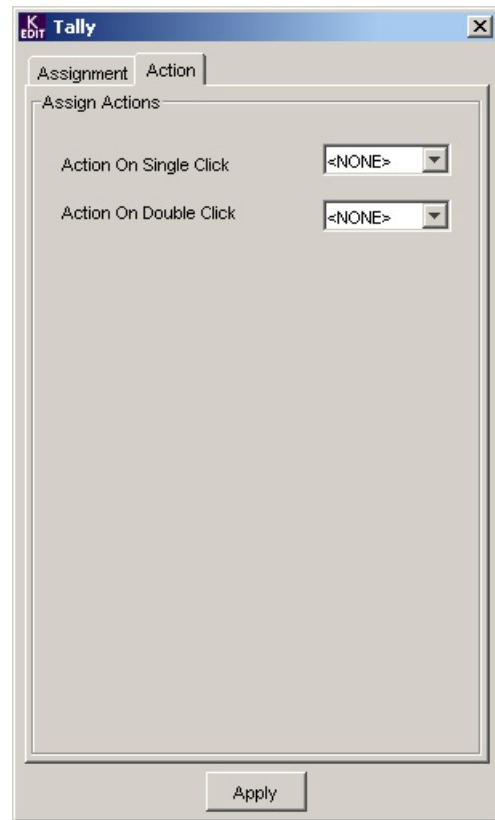 K
EDIT
Tally
Assignment Action
Assign Actions
Action On Single Click <NONE>
Action On Double Click <NONE>
Apply